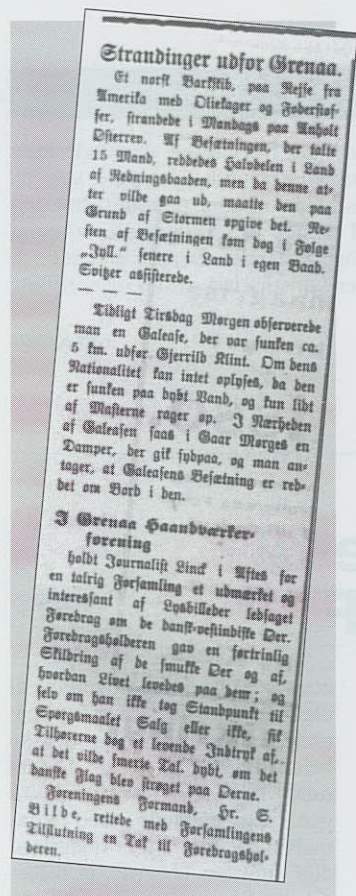 Strandinger udfor Grenaa.
Et norsk Barkskib, paa Rejse fra
Amerika med Oliekager og Foderstof-
fer, strandede i Mandags paa Anholt
Østerrev. Af Besætningen, der talte
15 Mand, reddedes Halvdelen i Land
af Redningsbaaden, men da denne at-
ter vilde gaa ud, maatte den paa
Grund af Stormen opgive det. Re-
sten af Besætningen kom dog i Følge
„Jyll.“ senere i Land i egen Baad.
Svitzer assisterede.
— — —
Tidligt Tirsdag Morgen observerede
man en Galease, der var sunken ca.
5 km. udfor Gjerrild Klint. Om dens
Nationalitet kan intet oplyses, da den
er sunken paa dybt Vand, og kun lidt
af Masterne rager op. I Nærheden
af Galeasen saas i Gaar Morges en
Damper, der gik sydpaa, og man an-
tager, at Galeasens Besætning er red-
det om Bord i den.
I Grenaa Haandværker-
forening
holdt Journalist Linck i Aftes for
en talrig Forsamling et udmærket og
interessant af Lysbilleder ledsaget
Foredrag om de dansk-vestindiske Øer.
Foredragsholderen gav en fortrinlig
Skildring af de smukke Øer og af,
hvordan Livet levedes paa dem; og
selv om han ikke tog Standpunkt til
Spørgsmaalet Salg eller ikke, fik
Tilhørerne dog et levende Indtryk af,
at det vilde smerte Tal. dybt, om det
danske Flag blev strøget paa Øerne.
Foreningens Formand, Hr. S.
Bilde, rettede med Forsamlingens
Tilslutning en Tak til Foredragshol-
deren.